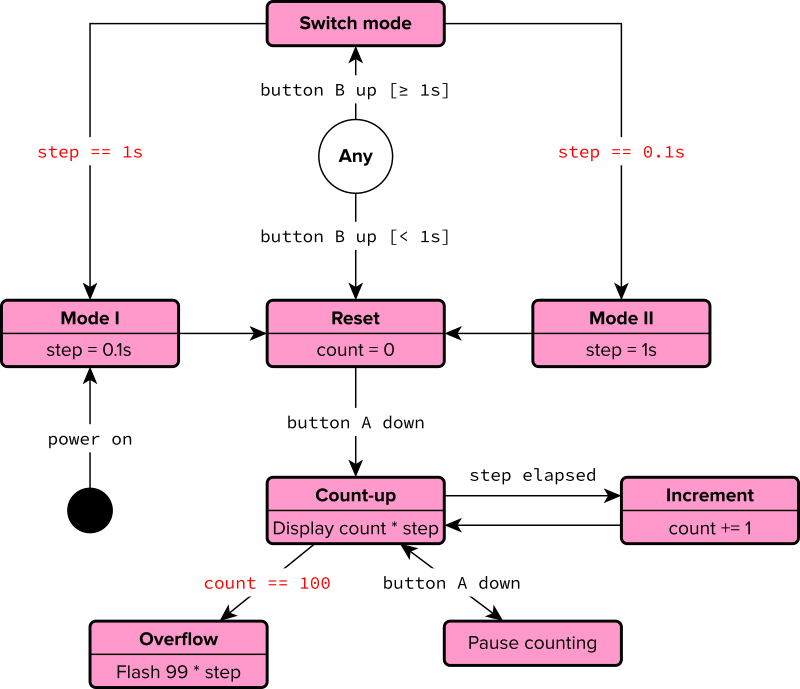 Switch mode
button B up [≥ 1s]
step == 1s
Any
step == 0.1s
button B up [< 1s]
Mode I
step = 0.1s
Reset
count = 0
Mode II
step = 1s
power on
button A down
step elapsed
Count-up
Display count * step
Increment
count += 1
count == 100
button A down
Overflow
Flash 99 * step
Pause counting